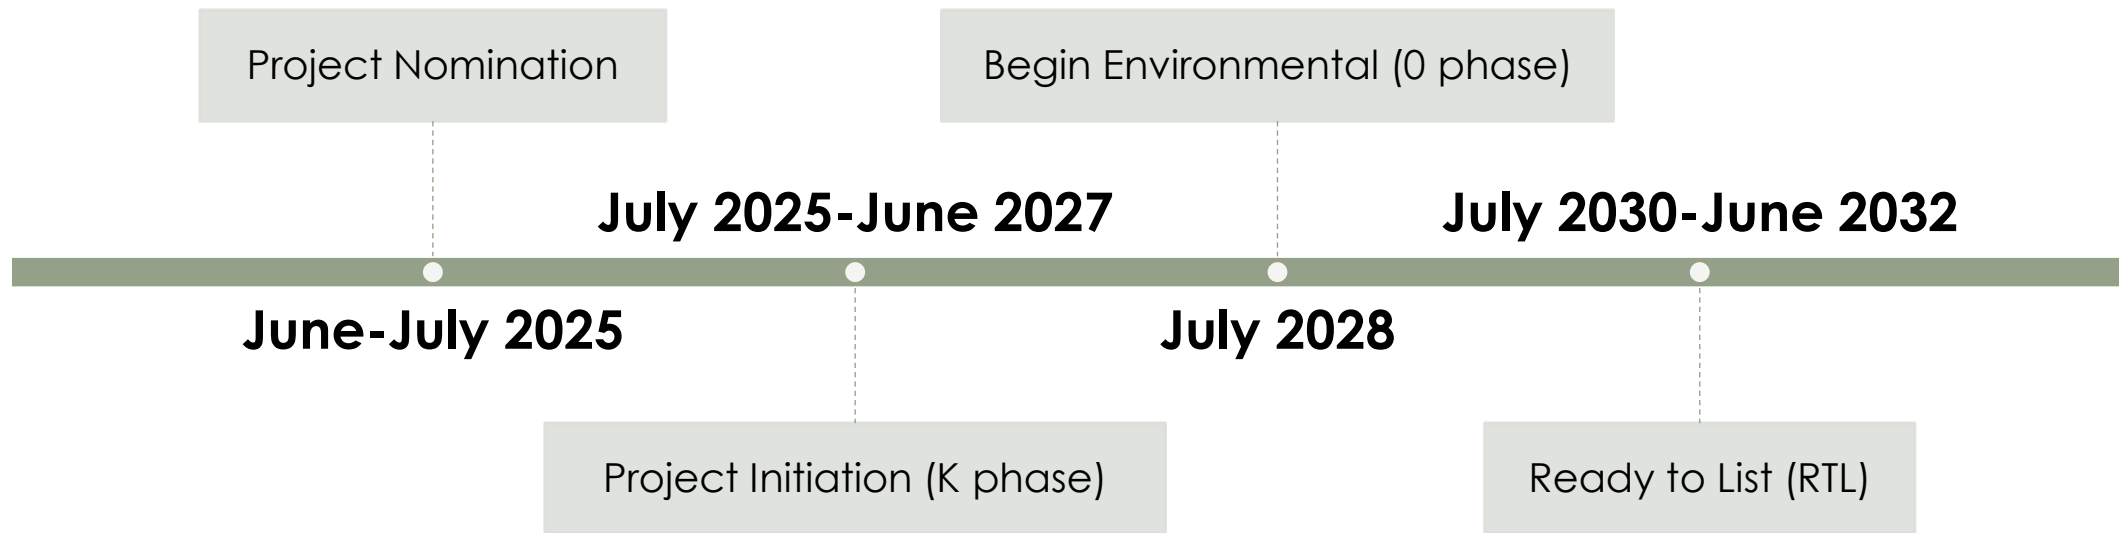 Project Nomination
Begin Environmental (0 phase)
July 2025-June 2027
July 2030-June 2032
June-July 2025
July 2028
Project Initiation (K phase)
Ready to List (RTL)